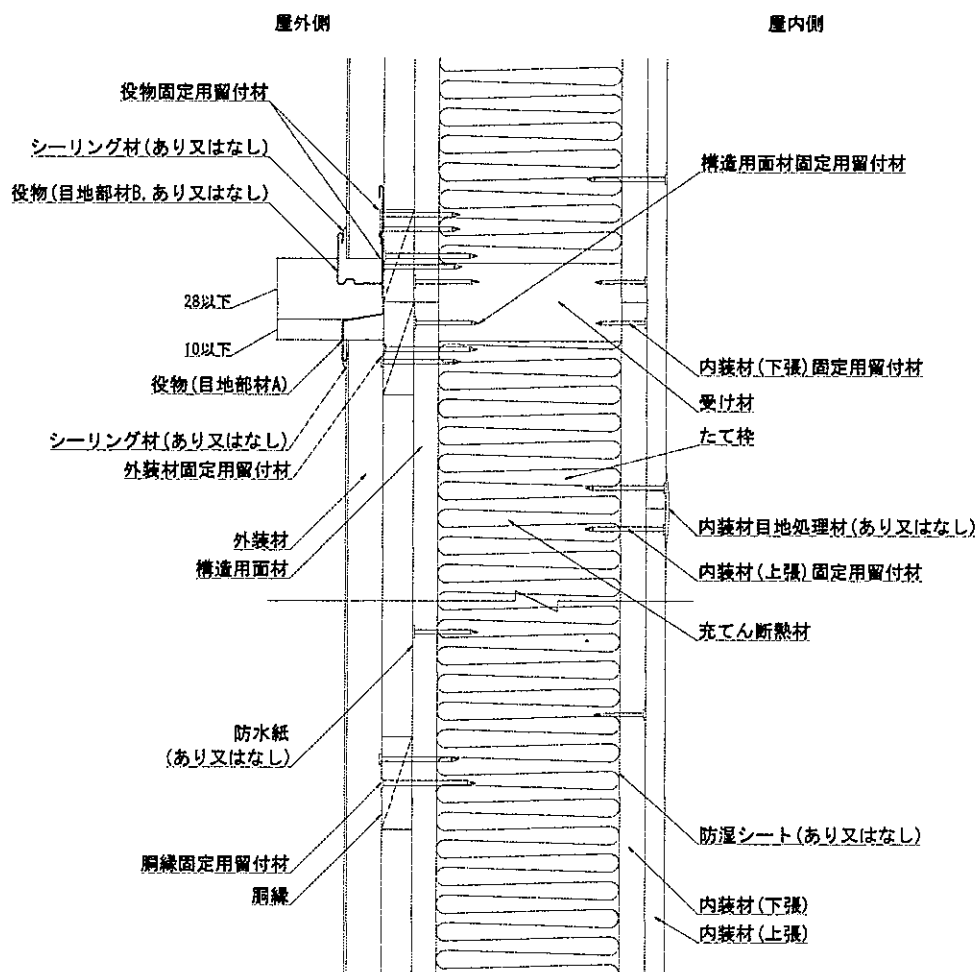 屋外側
屋内側
役物固定用留付材
シーリング材(あり又はなし)
役物(目地部材B,あり又はなし)
構造用面材固定用留付材
28以下
10以下
役物(目地部材A)
シーリング材(あり又はなし)
外装材固定用留付材
外装材
構造用面材
防水紙
(あり又はなし)
胴縁固定用留付材
胴縁
内装材(下張)固定用留付材
受け材
たて枠
内装材目地処理材(あり又はなし)
内装材(上張)固定用留付材
充てん断熱材
防湿シート(あり又はなし)
内装材(下張)
内装材(上張)